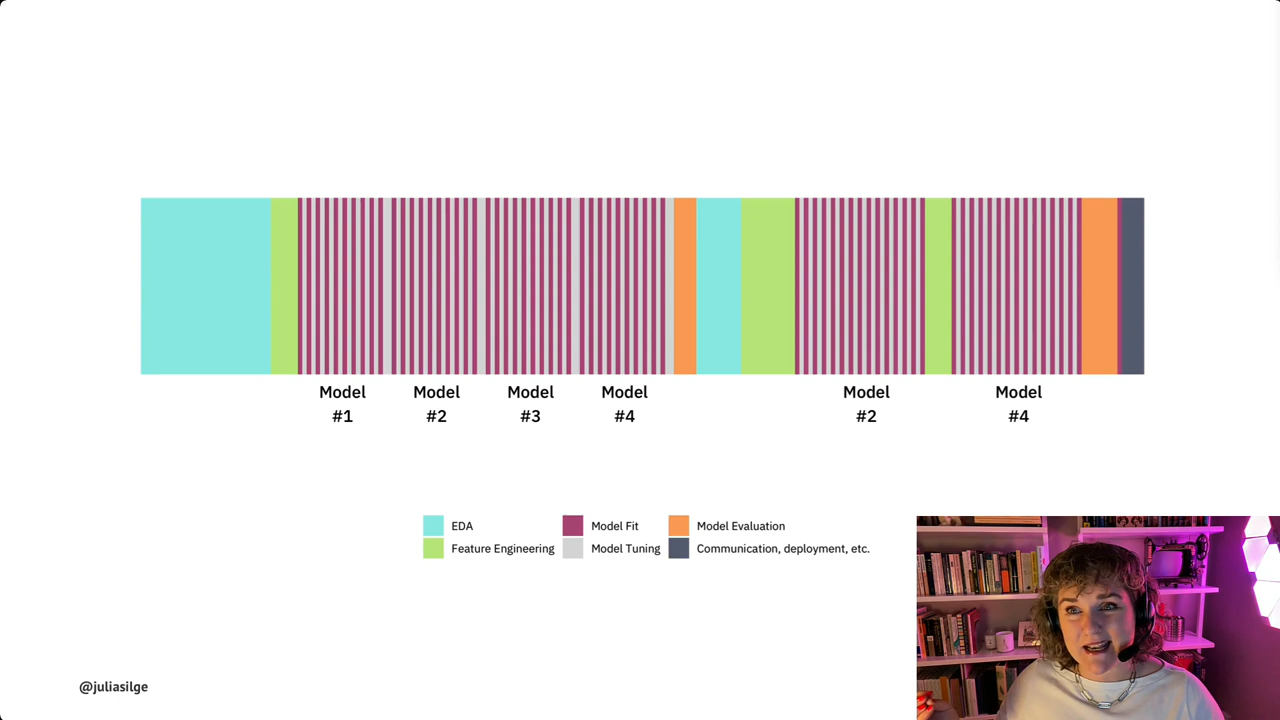 Model
#1
Model
#2
Model
#3
Model
#4
Model
#2
Model
#4
EDA
Model Fit
Model Evaluation
Feature Engineering
Model Tuning
Communication, deployment, etc.
@juliasilge